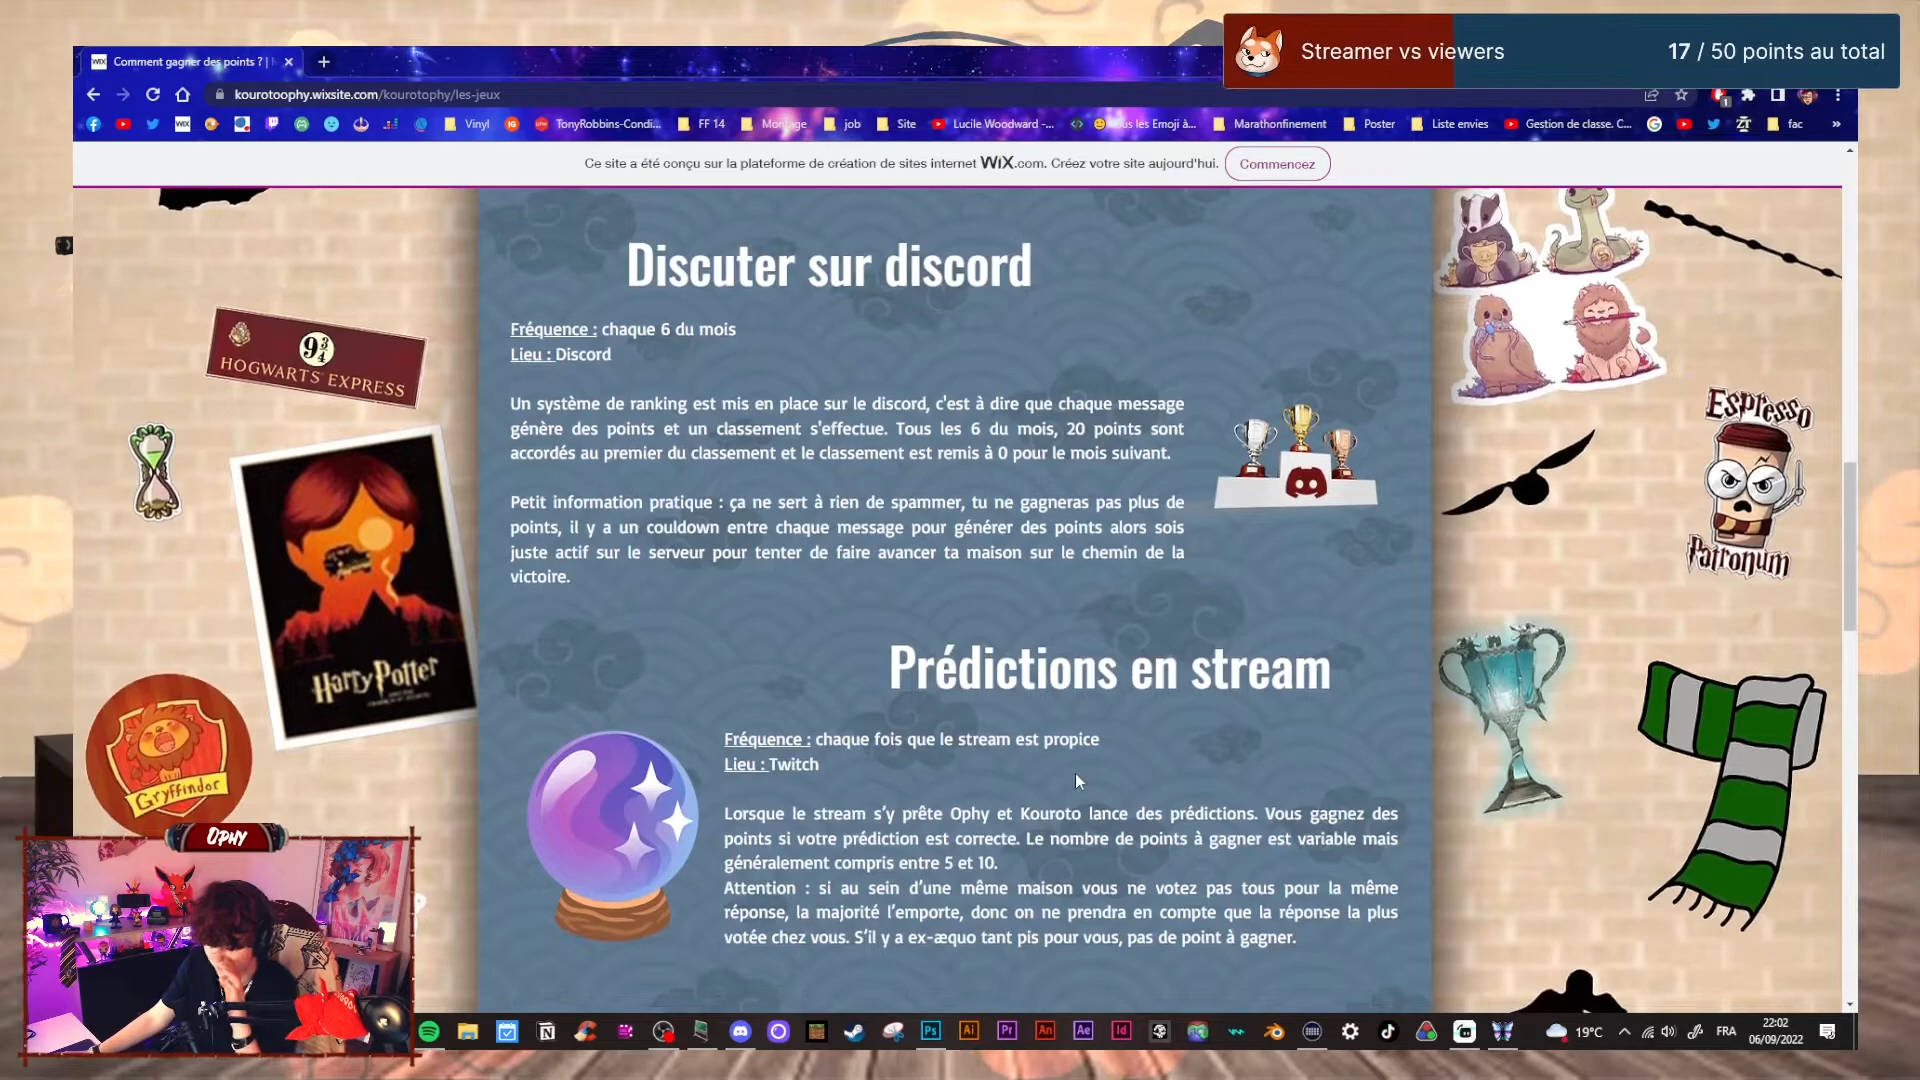 Streamer vs viewers
17 / 50 points au total
Comment gagner des points ? |
kourotoophy.wixsite.com/kourotophy/les-jeux
Vinyl
TonyRobbins-Condi...
FF 14
Montage
job
Site
Lucile Woodward -...
Marathonfinement
Poster
Liste envies
Gestion de classe. C...
fac
Ce site a été conçu sur la plateforme de création de sites internet WiX.com. Créez votre site aujourd'hui.
Commencez
Discuter sur discord
Fréquence : chaque 6 du mois
Lieu : Discord
Un système de ranking est mis en place sur le discord, c'est à dire que chaque message
génère des points et un classement s'effectue. Tous les 6 du mois, 20 points sont
accordés au premier du classement et le classement est remis à 0 pour le mois suivant.
Petit information pratique : ça ne sert à rien de spammer, tu ne gagneras pas plus de
points, il y a un couldown entre chaque message pour générer des points alors sois
juste actif sur le serveur pour tenter de faire avancer ta maison sur le chemin de la
victoire.
Prédictions en stream
Fréquence : chaque fois que le stream est propice
Lieu : Twitch
Lorsque le stream s’y prête Ophy et Kouroto lance des prédictions. Vous gagnez des
points si votre prédiction est correcte. Le nombre de points à gagner est variable mais
généralement compris entre 5 et 10.
Attention : si au sein d’une même maison vous ne votez pas tous pour la même
réponse, la majorité l’emporte, donc on ne prendra en compte que la réponse la plus
votée chez vous. S’il y a ex-æquo tant pis pour vous, pas de point à gagner.
9 3/4
HOGWARTS EXPRESS
Harry Potter
Gryffindor
Espresso
Patronum
OPHY
19°C
FRA
22:02
06/09/2022